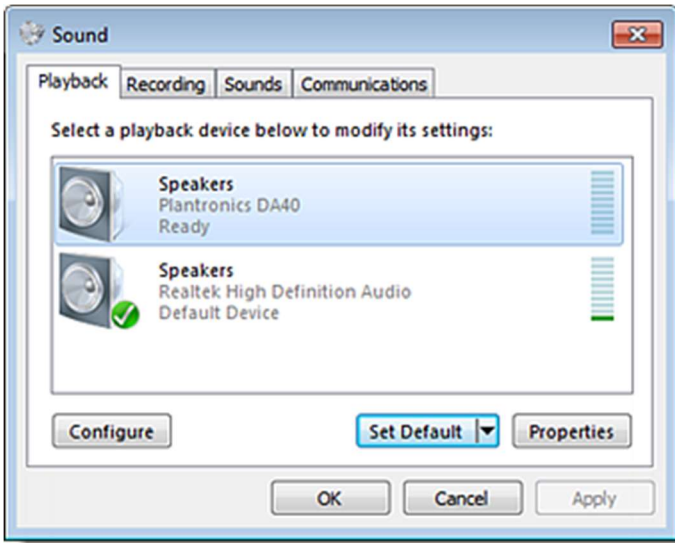 Sound
Playback Recording Sounds Communications
Select a playback device below to modify its settings:
Speakers
Plantronics DA40
Ready
Speakers
Realtek High Definition Audio
Default Device
Configure Set Default Properties
OK Cancel Apply